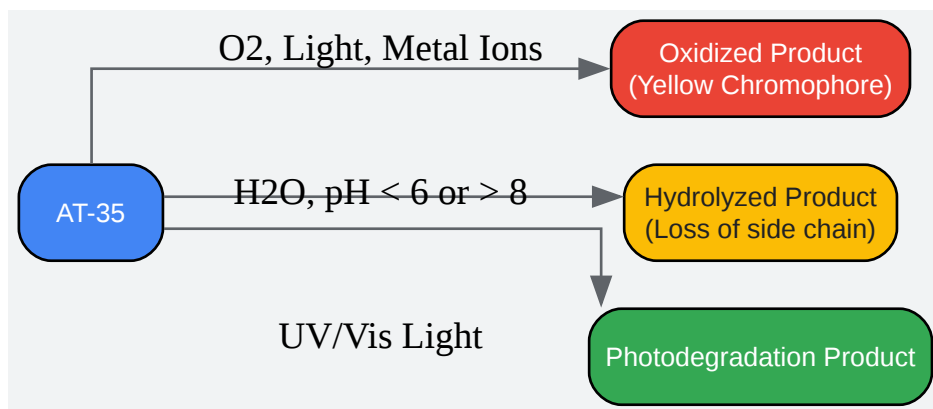 O2, Light, Metal Ions
Oxidized Product
(Yellow Chromophore)
AT-35
H2O, pH < 6 or > 8
Hydrolyzed Product
(Loss of side chain)
UV/Vis Light
Photodegradation Product